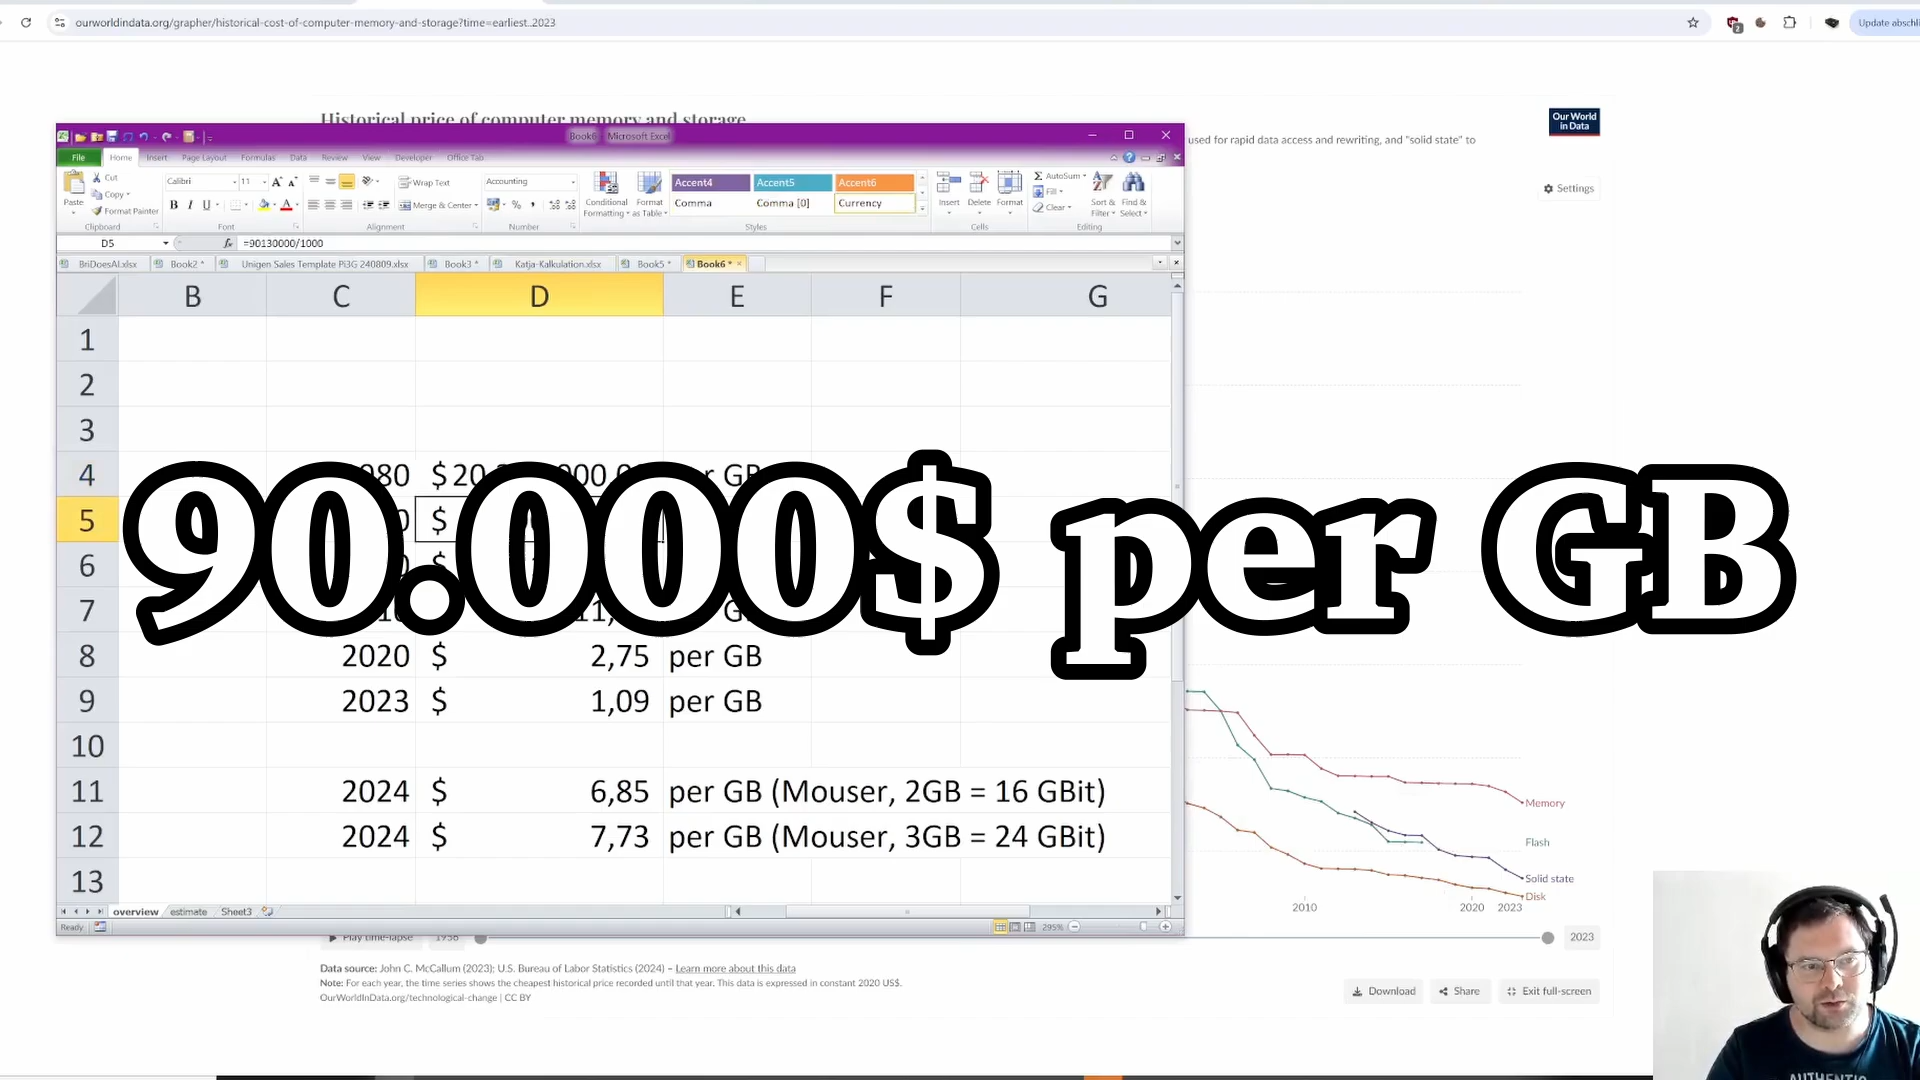 ourworldindata.org/grapher/historical-cost-of-computer-memory-and-storage?time=earliest..2023
2
Historical price of computer memory and storage
Our World
in Data
used for rapid data access and rewriting, and "solid state" to
Settings
Book6 - Microsoft Excel
File Home Insert Page Layout Formulas Data Review View Developer Office Tab
Paste
Cut
Copy
Format Painter
Clipboard
Calibri 11
B I U
Font
Wrap Text
Merge & Center
Alignment
Accounting
Number
Conditional
Formatting
Format
as Table
Accent4 Accent5 Accent6
Comma Comma [0] Currency
Styles
Insert Delete Format
Cells
AutoSum
Fill
Clear
Sort &
Filter
Find &
Select
Editing
D5 fx =90130000/1000
BriDoesAI.xlsx Book2 * Unigen Sales Template Pi3G 240809.xlsx Book3 * Katja-Kalkulation.xlsx Book5 * Book6 *
B C D E F G
1
2
3
4
5
6
7
90.000$ per GB
8 2020 $ 2,75 per GB
9 2023 $ 1,09 per GB
10
11 2024 $ 6,85 per GB (Mouser, 2GB = 16 GBit)
12 2024 $ 7,73 per GB (Mouser, 3GB = 24 GBit)
13
overview estimate Sheet3
Ready 295%
Memory
Flash
Solid state
Disk
2010 2020 2023
Play time-lapse 1956 2023
Data source: John C. McCallum (2023); U.S. Bureau of Labor Statistics (2024) – Learn more about this data
Note: For each year, the time series shows the cheapest historical price recorded until that year. This data is expressed in constant 2020 US$.
OurWorldInData.org/technological-change | CC BY
Download Share Exit full-screen
AUTHENTIC